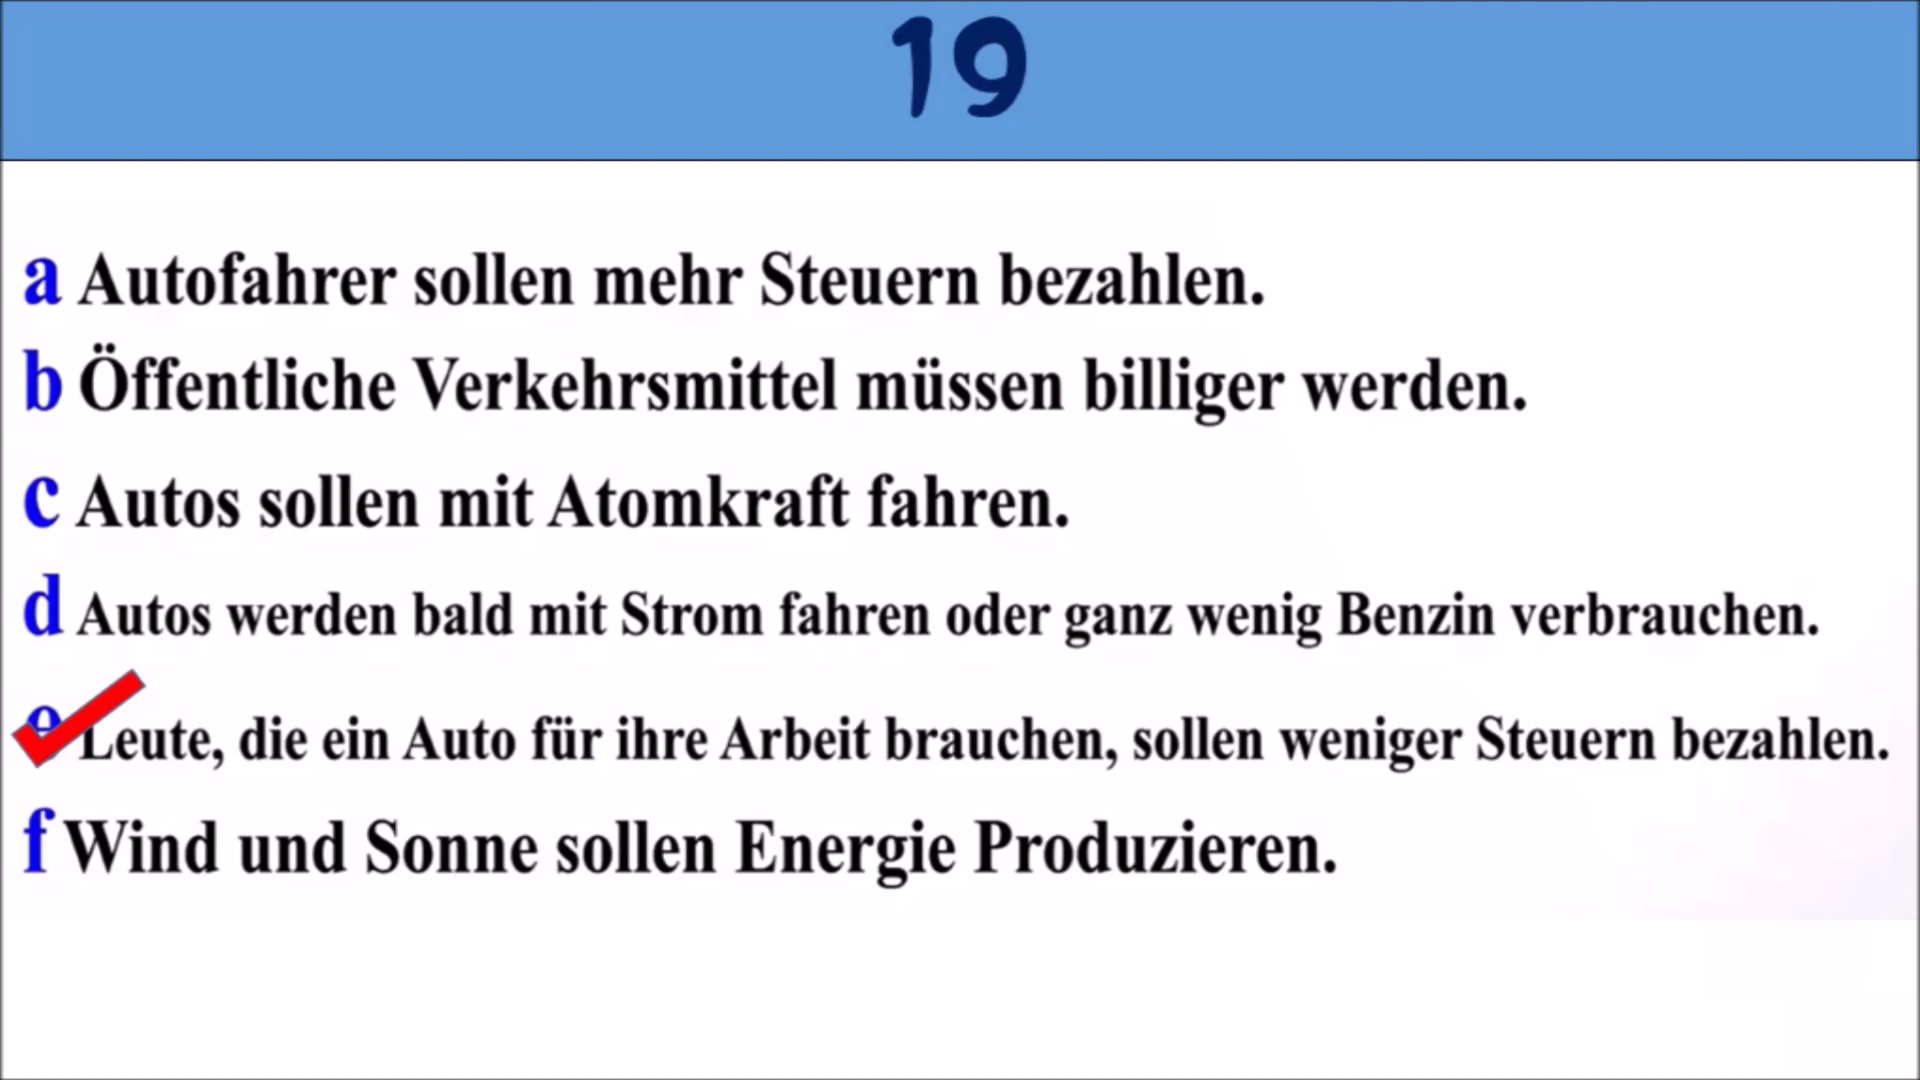 19
a Autofahrer sollen mehr Steuern bezahlen.
b Öffentliche Verkehrsmittel müssen billiger werden.
c Autos sollen mit Atomkraft fahren.
d Autos werden bald mit Strom fahren oder ganz wenig Benzin verbrauchen.
e Leute, die ein Auto für ihre Arbeit brauchen, sollen weniger Steuern bezahlen.
f Wind und Sonne sollen Energie Produzieren.